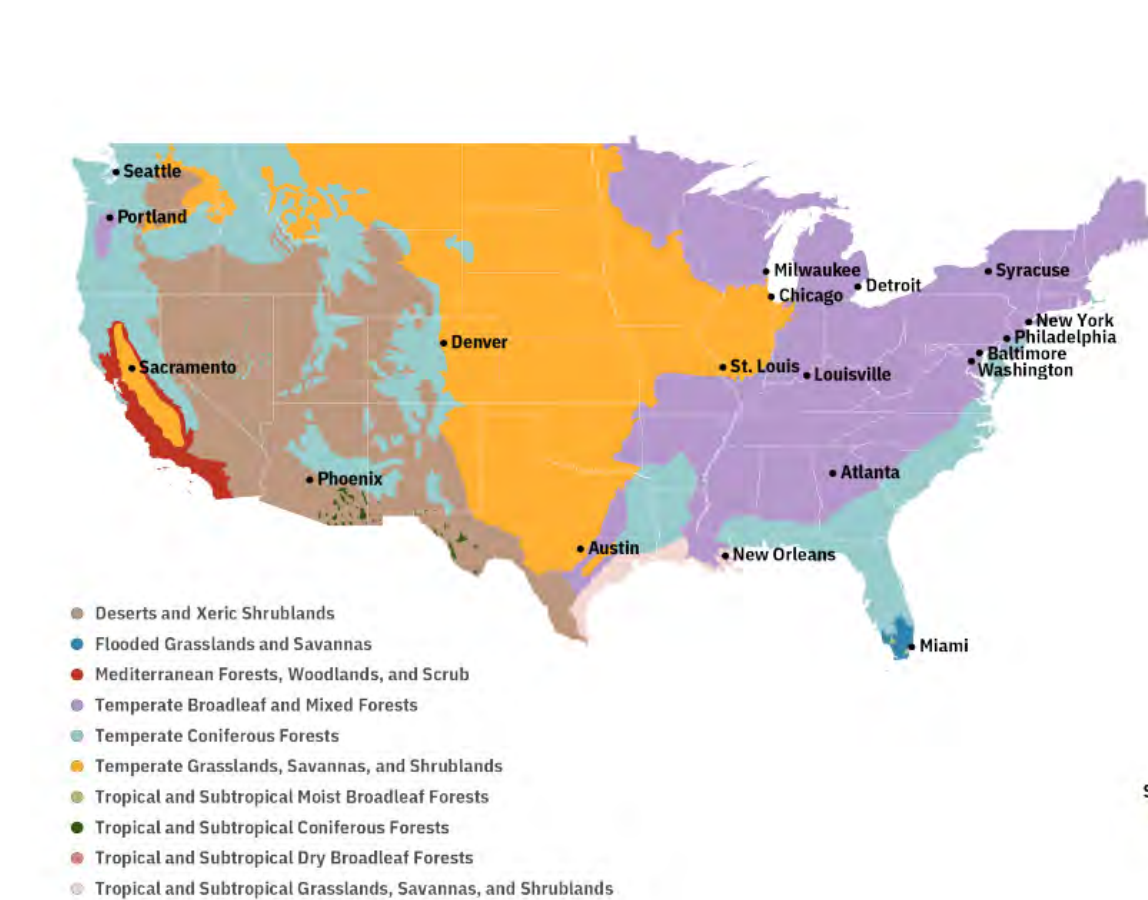 Seattle
Portland
Milwaukee
Syracuse
Detroit
Chicago
New York
Philadelphia
Denver
Baltimore
Sacramento
St. Louis
Louisville
Washington
Atlanta
Phoenix
Austin
New Orleans
Miami
Deserts and Xeric Shrublands
Flooded Grasslands and Savannas
Mediterranean Forests, Woodlands, and Scrub
Temperate Broadleaf and Mixed Forests
Temperate Coniferous Forests
Temperate Grasslands, Savannas, and Shrublands
Tropical and Subtropical Moist Broadleaf Forests
Tropical and Subtropical Coniferous Forests
Tropical and Subtropical Dry Broadleaf Forests
Tropical and Subtropical Grasslands, Savannas, and Shrublands